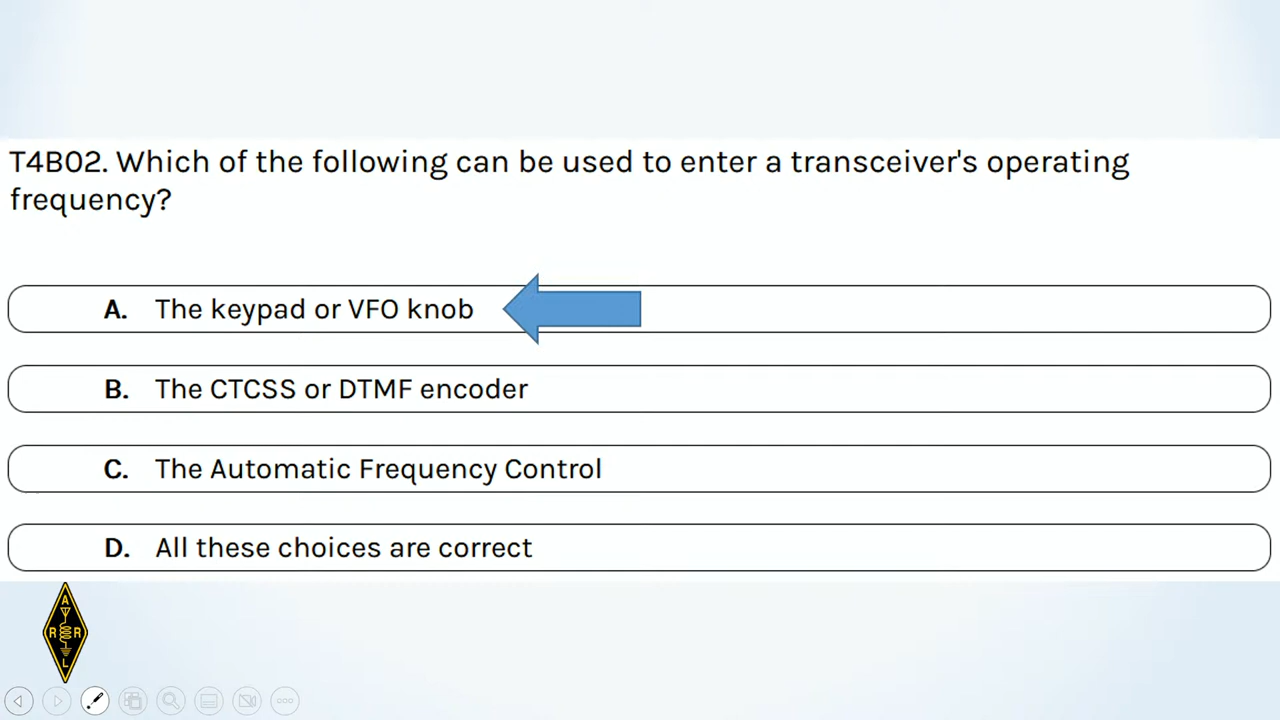 T4B02. Which of the following can be used to enter a transceiver's operating
frequency?
A. The keypad or VFO knob
B. The CTCSS or DTMF encoder
C. The Automatic Frequency Control
D. All these choices are correct
A
R R
L